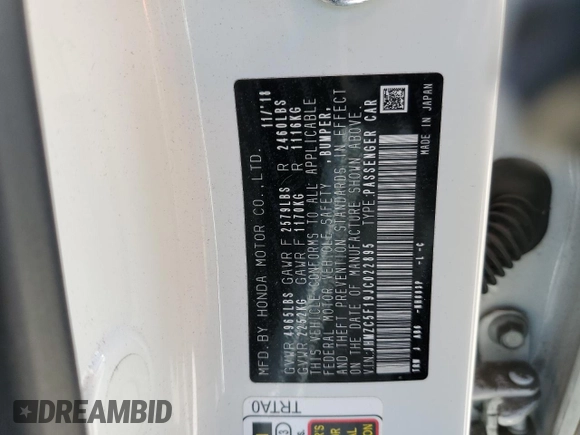 MFD. BY HONDA MOTOR CO., LTD. 11/'18
GVWR 4965LBS GAWR F 2579LBS R 2460LBS
GVWR 2252KG GAWR F 1170KG R 1116KG
THIS VEHICLE CONFORMS TO ALL APPLICABLE
FEDERAL MOTOR VEHICLE SAFETY ,BUMPER,
AND THEFT PREVENTION STANDARDS IN EFFECT
ON THE DATE OF MANUFACTURE SHOWN ABOVE.
VIN:JHMZC5F19JC022895 TYPE:PASSENGER CAR
MADE IN JAPAN
-L-C
TRTA0
DREAMBID